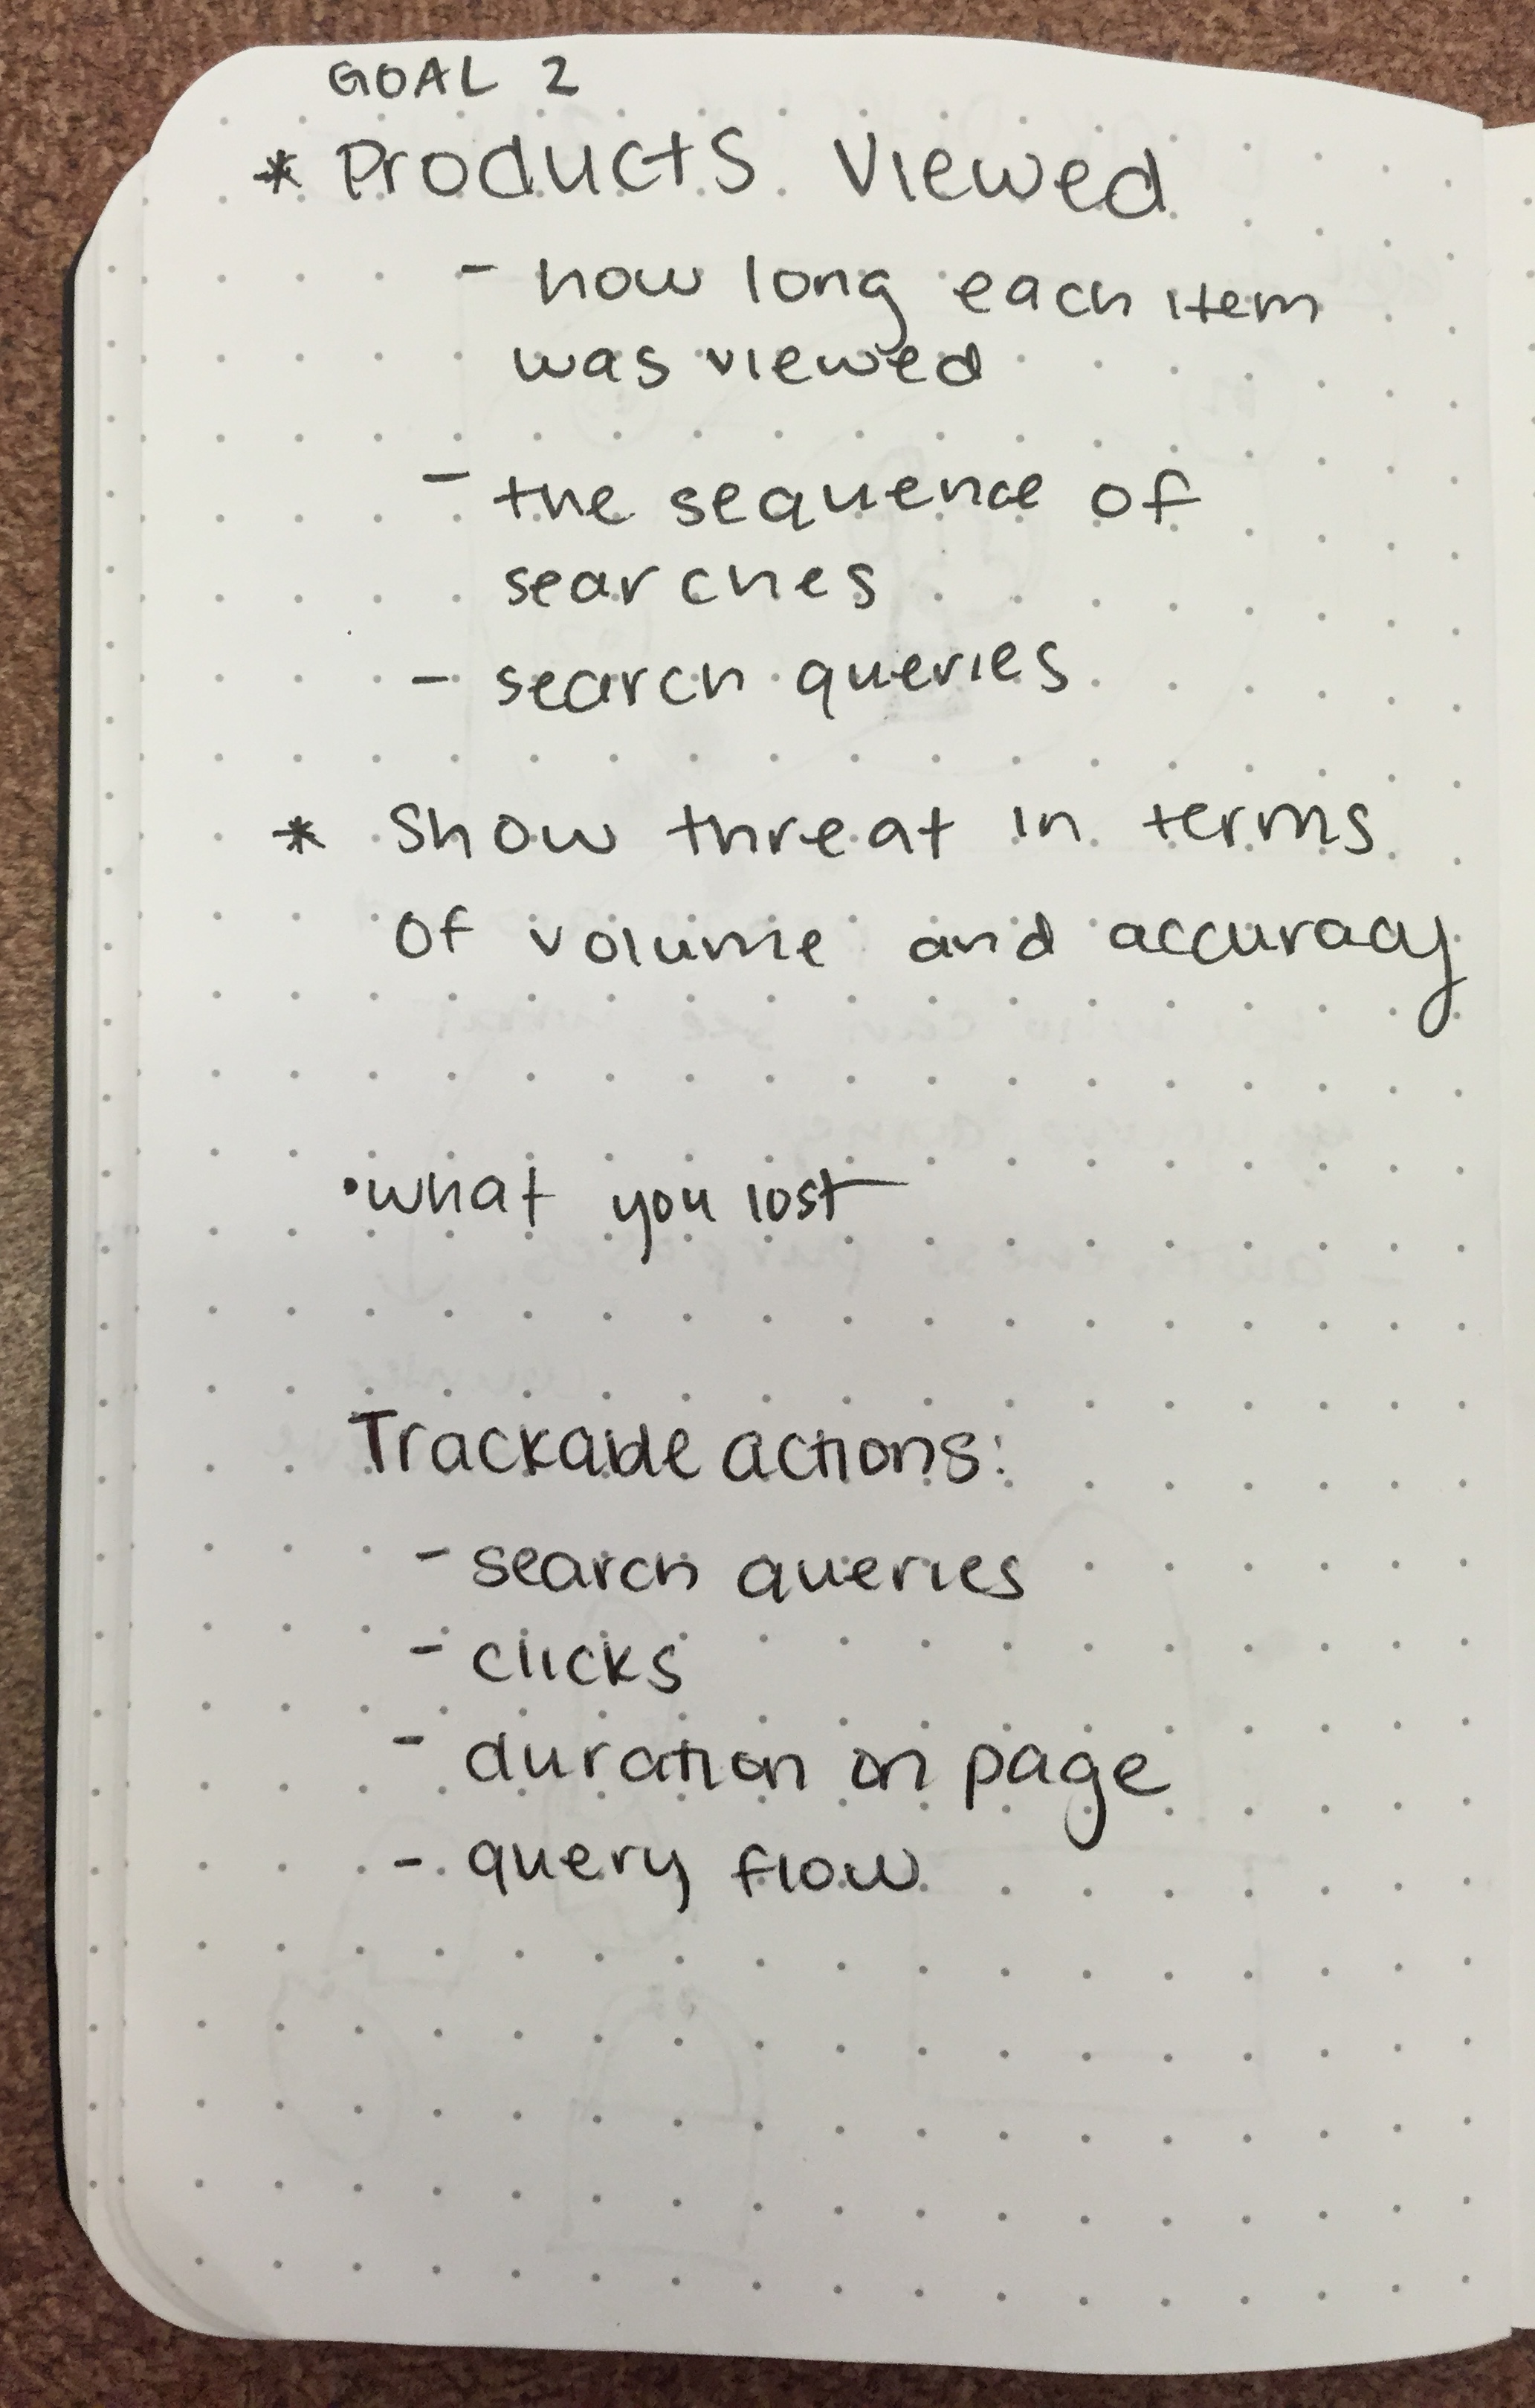 GOAL 2
* Products Viewed
- how long each item
was viewed
- the sequence of
searches
- search queries
* Show threat in terms
of volume and accuracy
•what you lost
Trackable actions:
- search queries
- clicks
- duration on page
- query flow